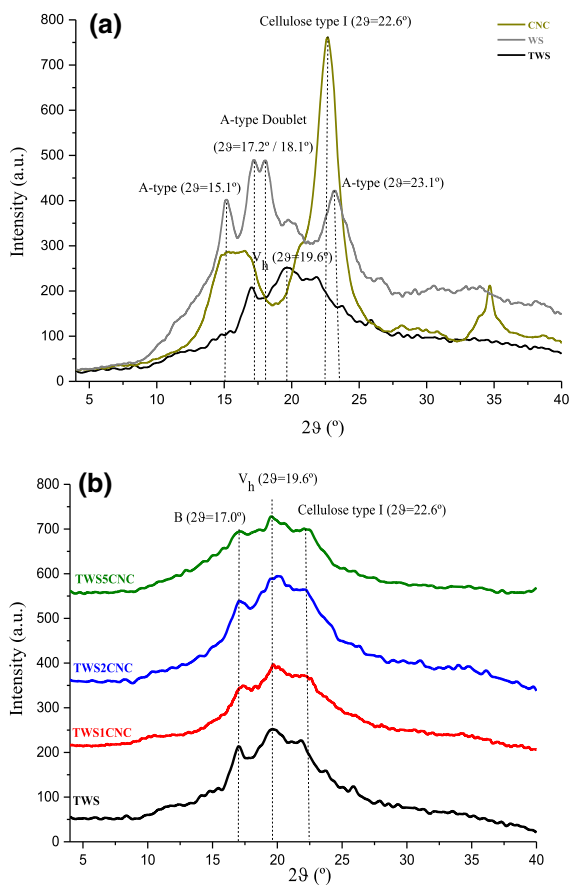 (a)
Cellulose type I (2ϑ=22.6º)
CNC
WS
TWS
A-type Doublet
(2ϑ=17.2º / 18.1º)
A-type (2ϑ=15.1º)
A-type (2ϑ=23.1º)
Vh (2ϑ=19.6º)
Intensity (a.u.)
800
700
600
500
400
300
200
100
0
5 10 15 20 25 30 35 40
2ϑ (º)
(b)
Vh (2ϑ=19.6º)
B (2ϑ=17.0º)
Cellulose type I (2ϑ=22.6º)
TWS5CNC
TWS2CNC
TWS1CNC
TWS
Intensity (a.u.)
800
700
600
500
400
300
200
100
0
5 10 15 20 25 30 35 40
2ϑ (º)